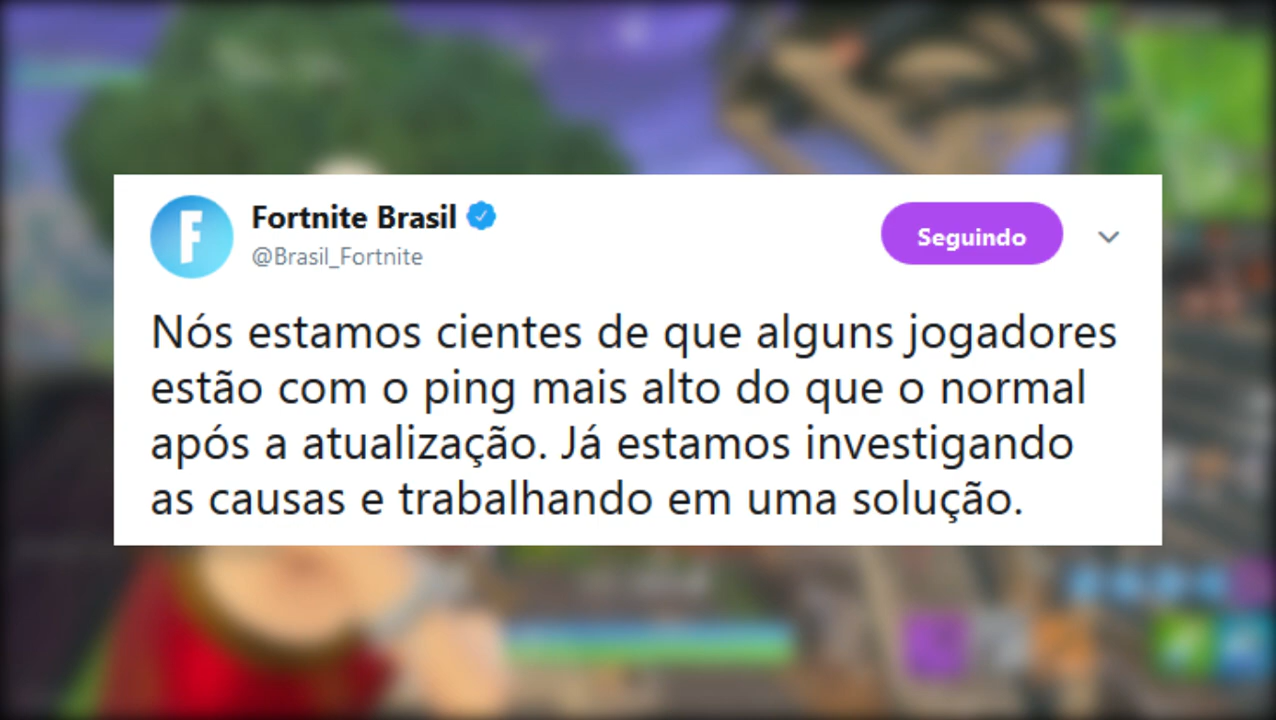 Fortnite Brasil
@Brasil_Fortnite
Seguindo
Nós estamos cientes de que alguns jogadores
estão com o ping mais alto do que o normal
após a atualização. Já estamos investigando
as causas e trabalhando em uma solução.